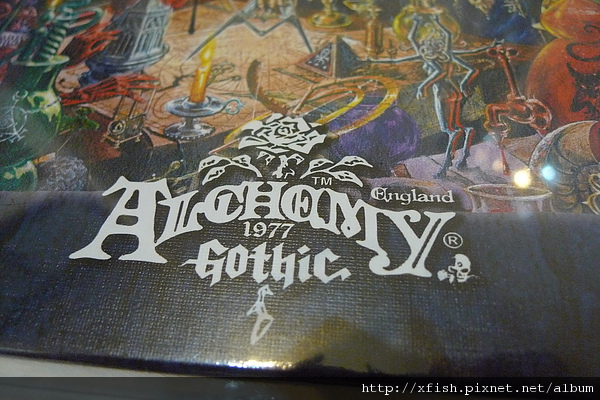 TM
England
ALCHEMY®
1977
Gothic
http://xfish.pixnet.net/album